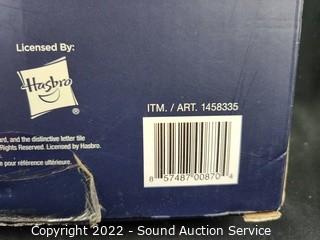 Licensed By:
Hasbro
ITM. / ART. 1458335
ard, and the distinctive letter tile
Rights Reserved. Licensed by Hasbro.
e pour référence ultérieure.
8 57487 00870 4
Copyright 2022 - Sound Auction Service